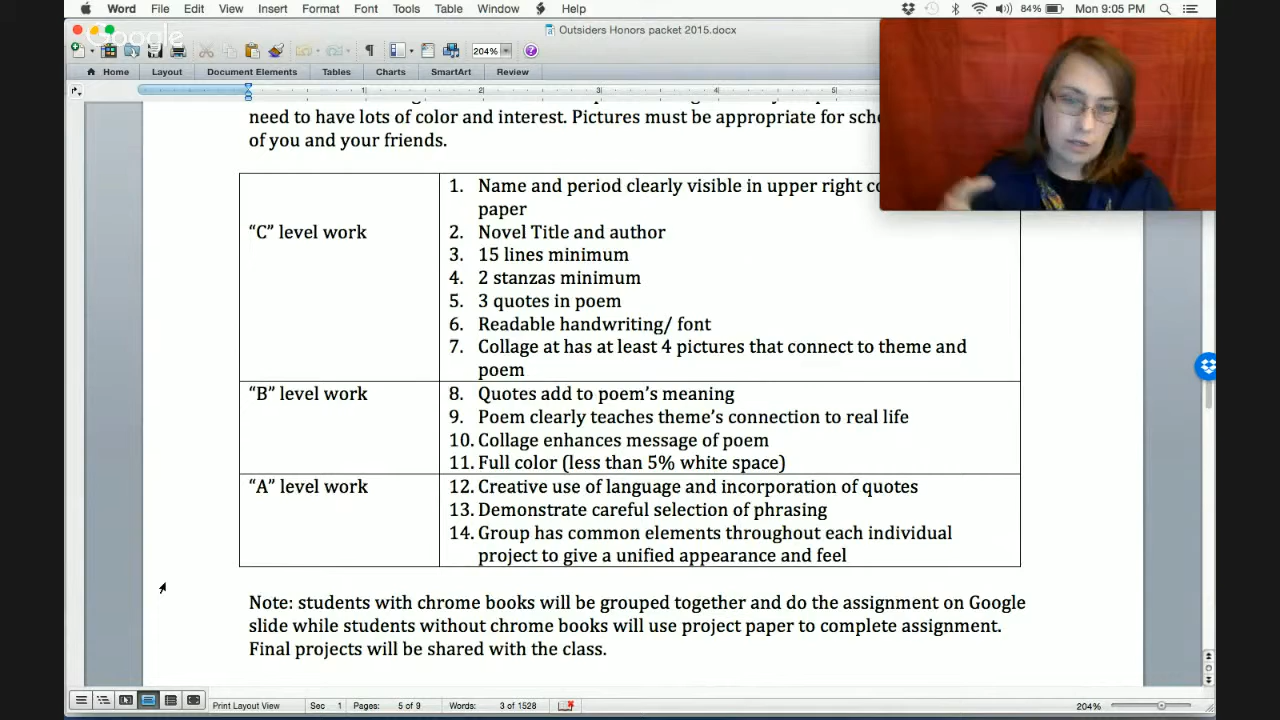 Word File Edit View Insert Format Font Tools Table Window Help 84% Mon 9:05 PM
Google
Outsiders Honors packet 2015.docx
204%
Home Layout Document Elements Tables Charts SmartArt Review
1 2 3 4 5
need to have lots of color and interest. Pictures must be appropriate for
of you and your friends.
"C" level work
1. Name and period clearly visible in upper right
paper
2. Novel Title and author
3. 15 lines minimum
4. 2 stanzas minimum
5. 3 quotes in poem
6. Readable handwriting/ font
7. Collage at has at least 4 pictures that connect to theme and
poem
"B" level work
8. Quotes add to poem's meaning
9. Poem clearly teaches theme's connection to real life
10. Collage enhances message of poem
11. Full color (less than 5% white space)
"A" level work
12. Creative use of language and incorporation of quotes
13. Demonstrate careful selection of phrasing
14. Group has common elements throughout each individual
project to give a unified appearance and feel
Note: students with chrome books will be grouped together and do the assignment on Google
slide while students without chrome books will use project paper to complete assignment.
Final projects will be shared with the class.
Print Layout View Sec 1 Pages: 5 of 9 Words: 3 of 1528 204%